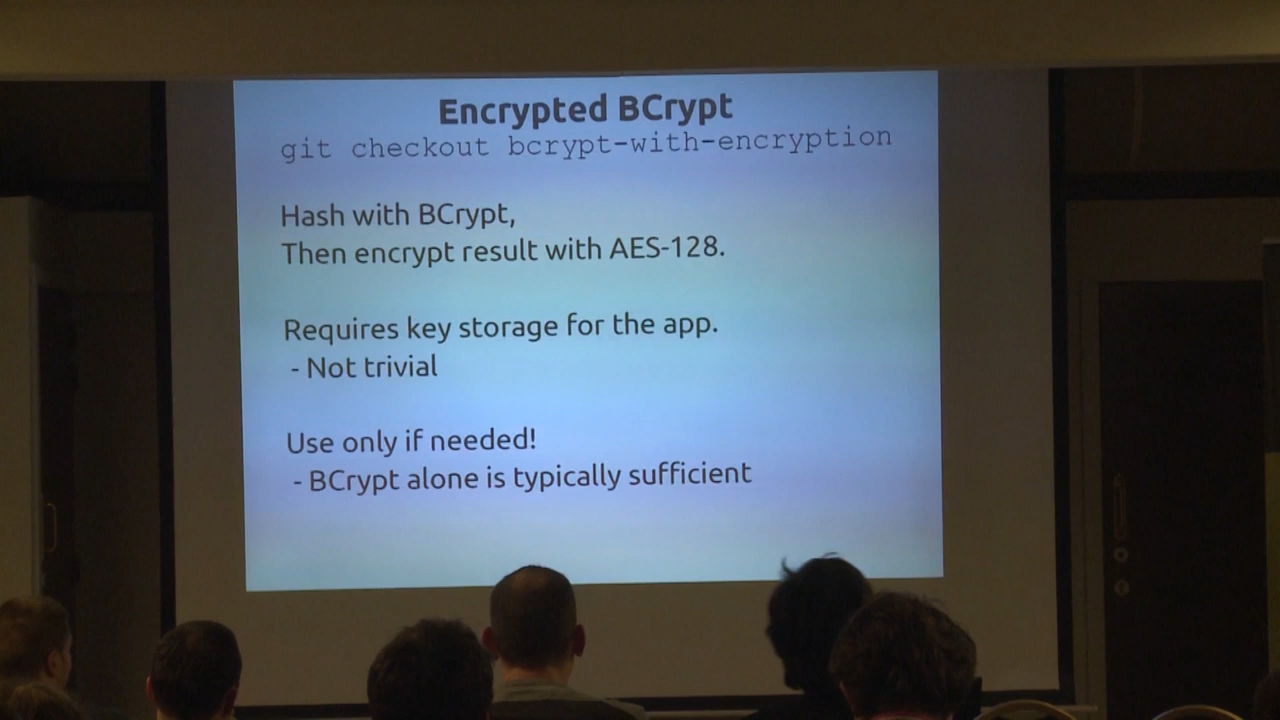 Encrypted BCrypt
git checkout bcrypt-with-encryption
Hash with BCrypt,
Then encrypt result with AES-128.
Requires key storage for the app.
- Not trivial
Use only if needed!
- BCrypt alone is typically sufficient